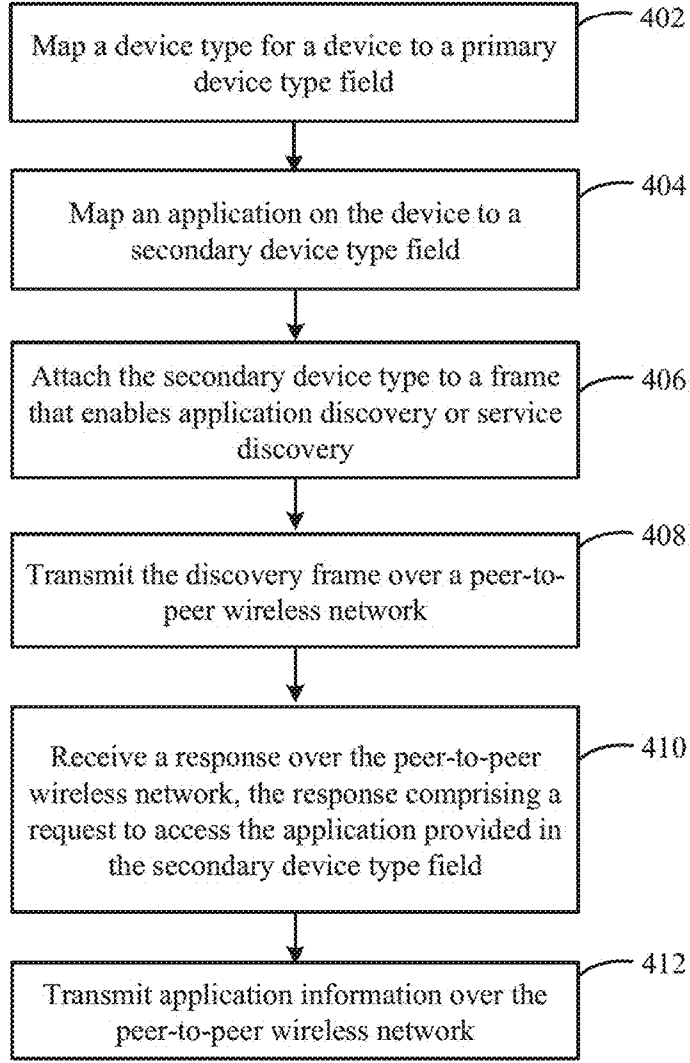 Map a device type for a device to a primary
device type field
402
Map an application on the device to a
secondary device type field
404
Attach the secondary device type to a frame
that enables application discovery or service
discovery
406
Transmit the discovery frame over a peer-to-
peer wireless network
408
Receive a response over the peer-to-peer
wireless network, the response comprising a
request to access the application provided in
the secondary device type field
410
Transmit application information over the
peer-to-peer wireless network
412